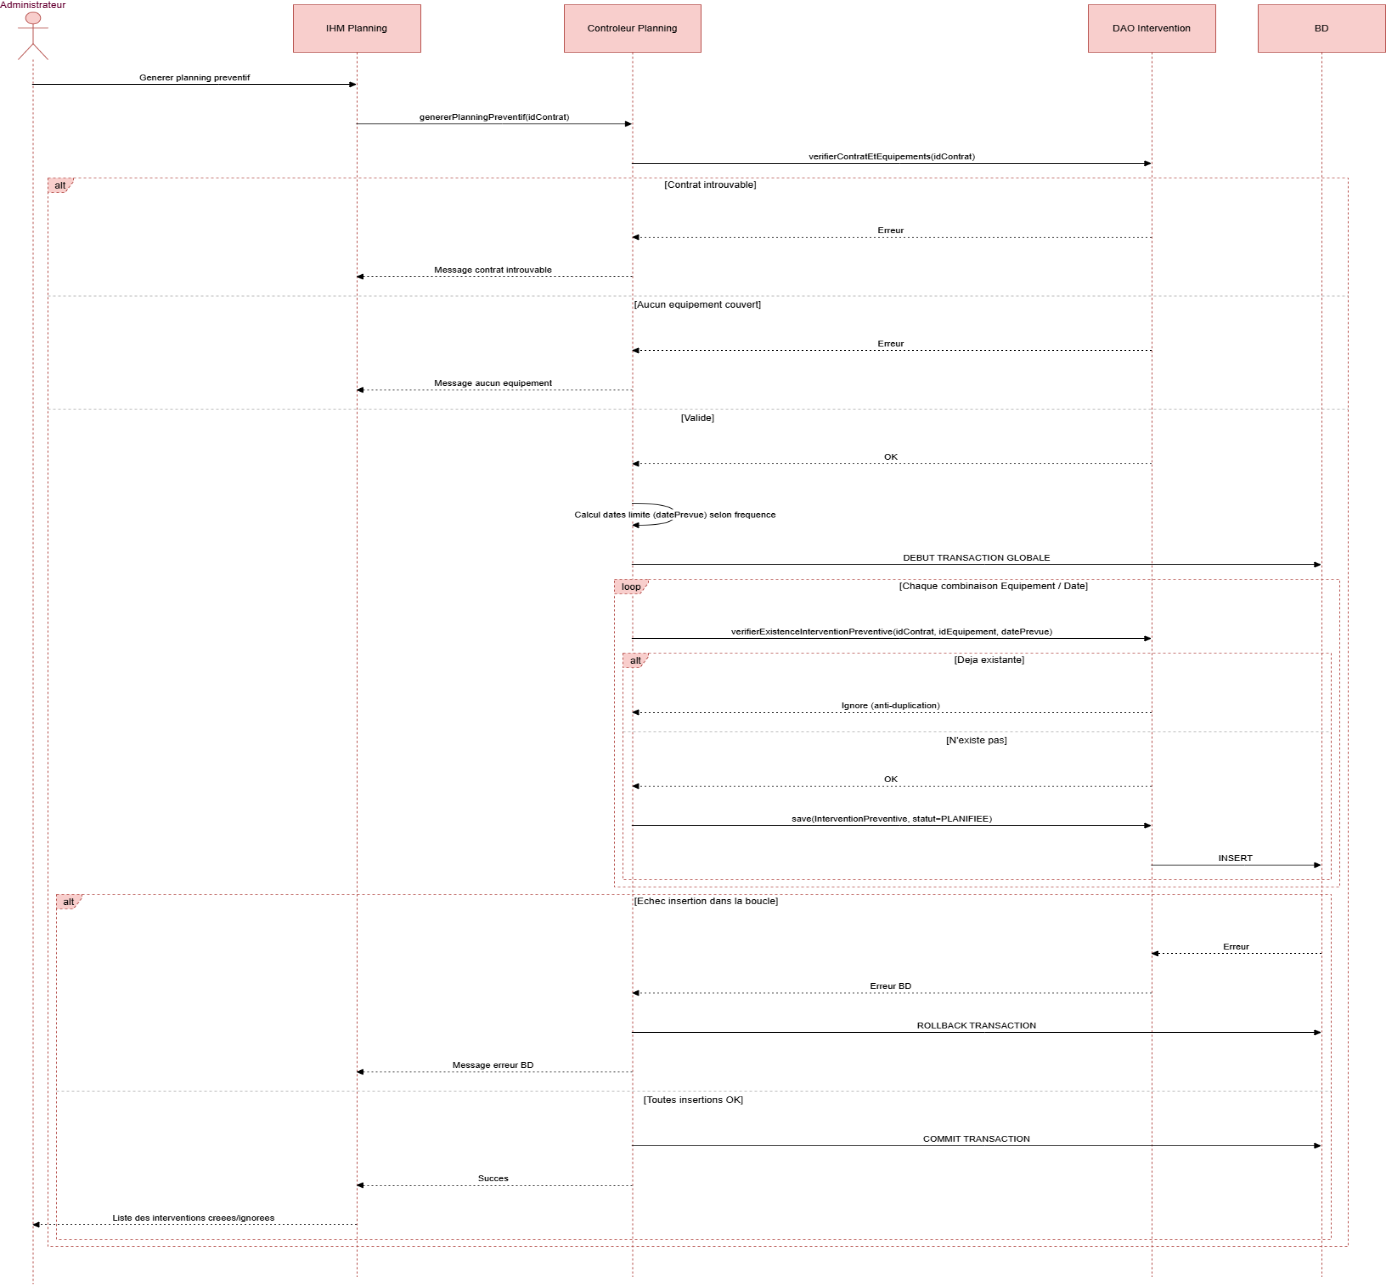 Administrateur
IHM Planning
Controleur Planning
DAO Intervention
BD
Generer planning preventif
genererPlanningPreventif(idContrat)
verifierContratEtEquipements(idContrat)
alt
[Contrat introuvable]
Erreur
Message contrat introuvable
[Aucun equipement couvert]
Erreur
Message aucun equipement
[Valide]
OK
Calcul dates limite (datePrevue) selon frequence
DEBUT TRANSACTION GLOBALE
loop
[Chaque combinaison Equipement / Date]
verifierExistenceInterventionPreventive(idContrat, idEquipement, datePrevue)
alt
[Deja existante]
Ignore (anti-duplication)
[N'existe pas]
OK
save(InterventionPreventive, statut=PLANIFIEE)
INSERT
alt
[Echec insertion dans la boucle]
Erreur
Erreur BD
ROLLBACK TRANSACTION
Message erreur BD
[Toutes insertions OK]
COMMIT TRANSACTION
Succes
Liste des interventions creees/ignorees